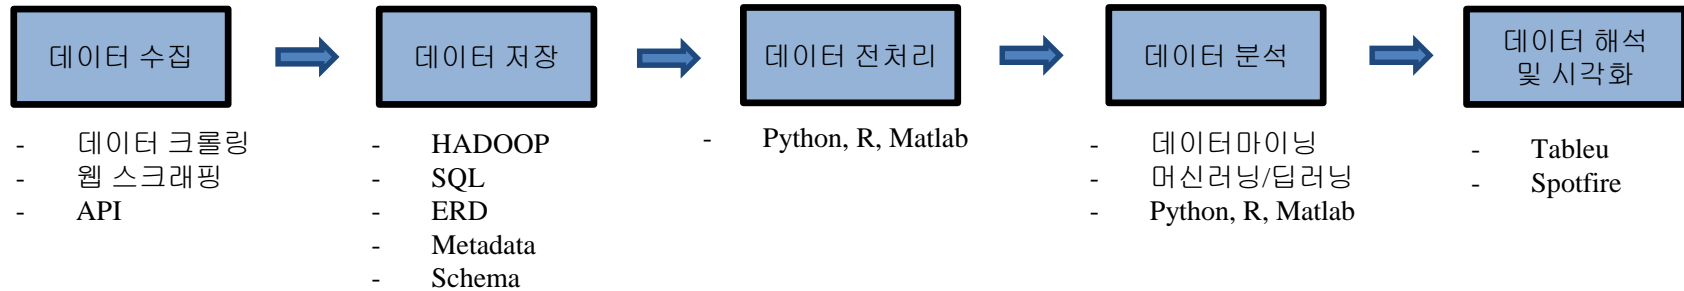 데이터 수집
데이터 저장
데이터 전처리
데이터 분석
데이터 해석
및 시각화
- 데이터 크롤링
- 웹 스크래핑
- API
- HADOOP
- SQL
- ERD
- Metadata
- Schema
- Python, R, Matlab
- 데이터마이닝
- 머신러닝/딥러닝
- Python, R, Matlab
- Tableu
- Spotfire